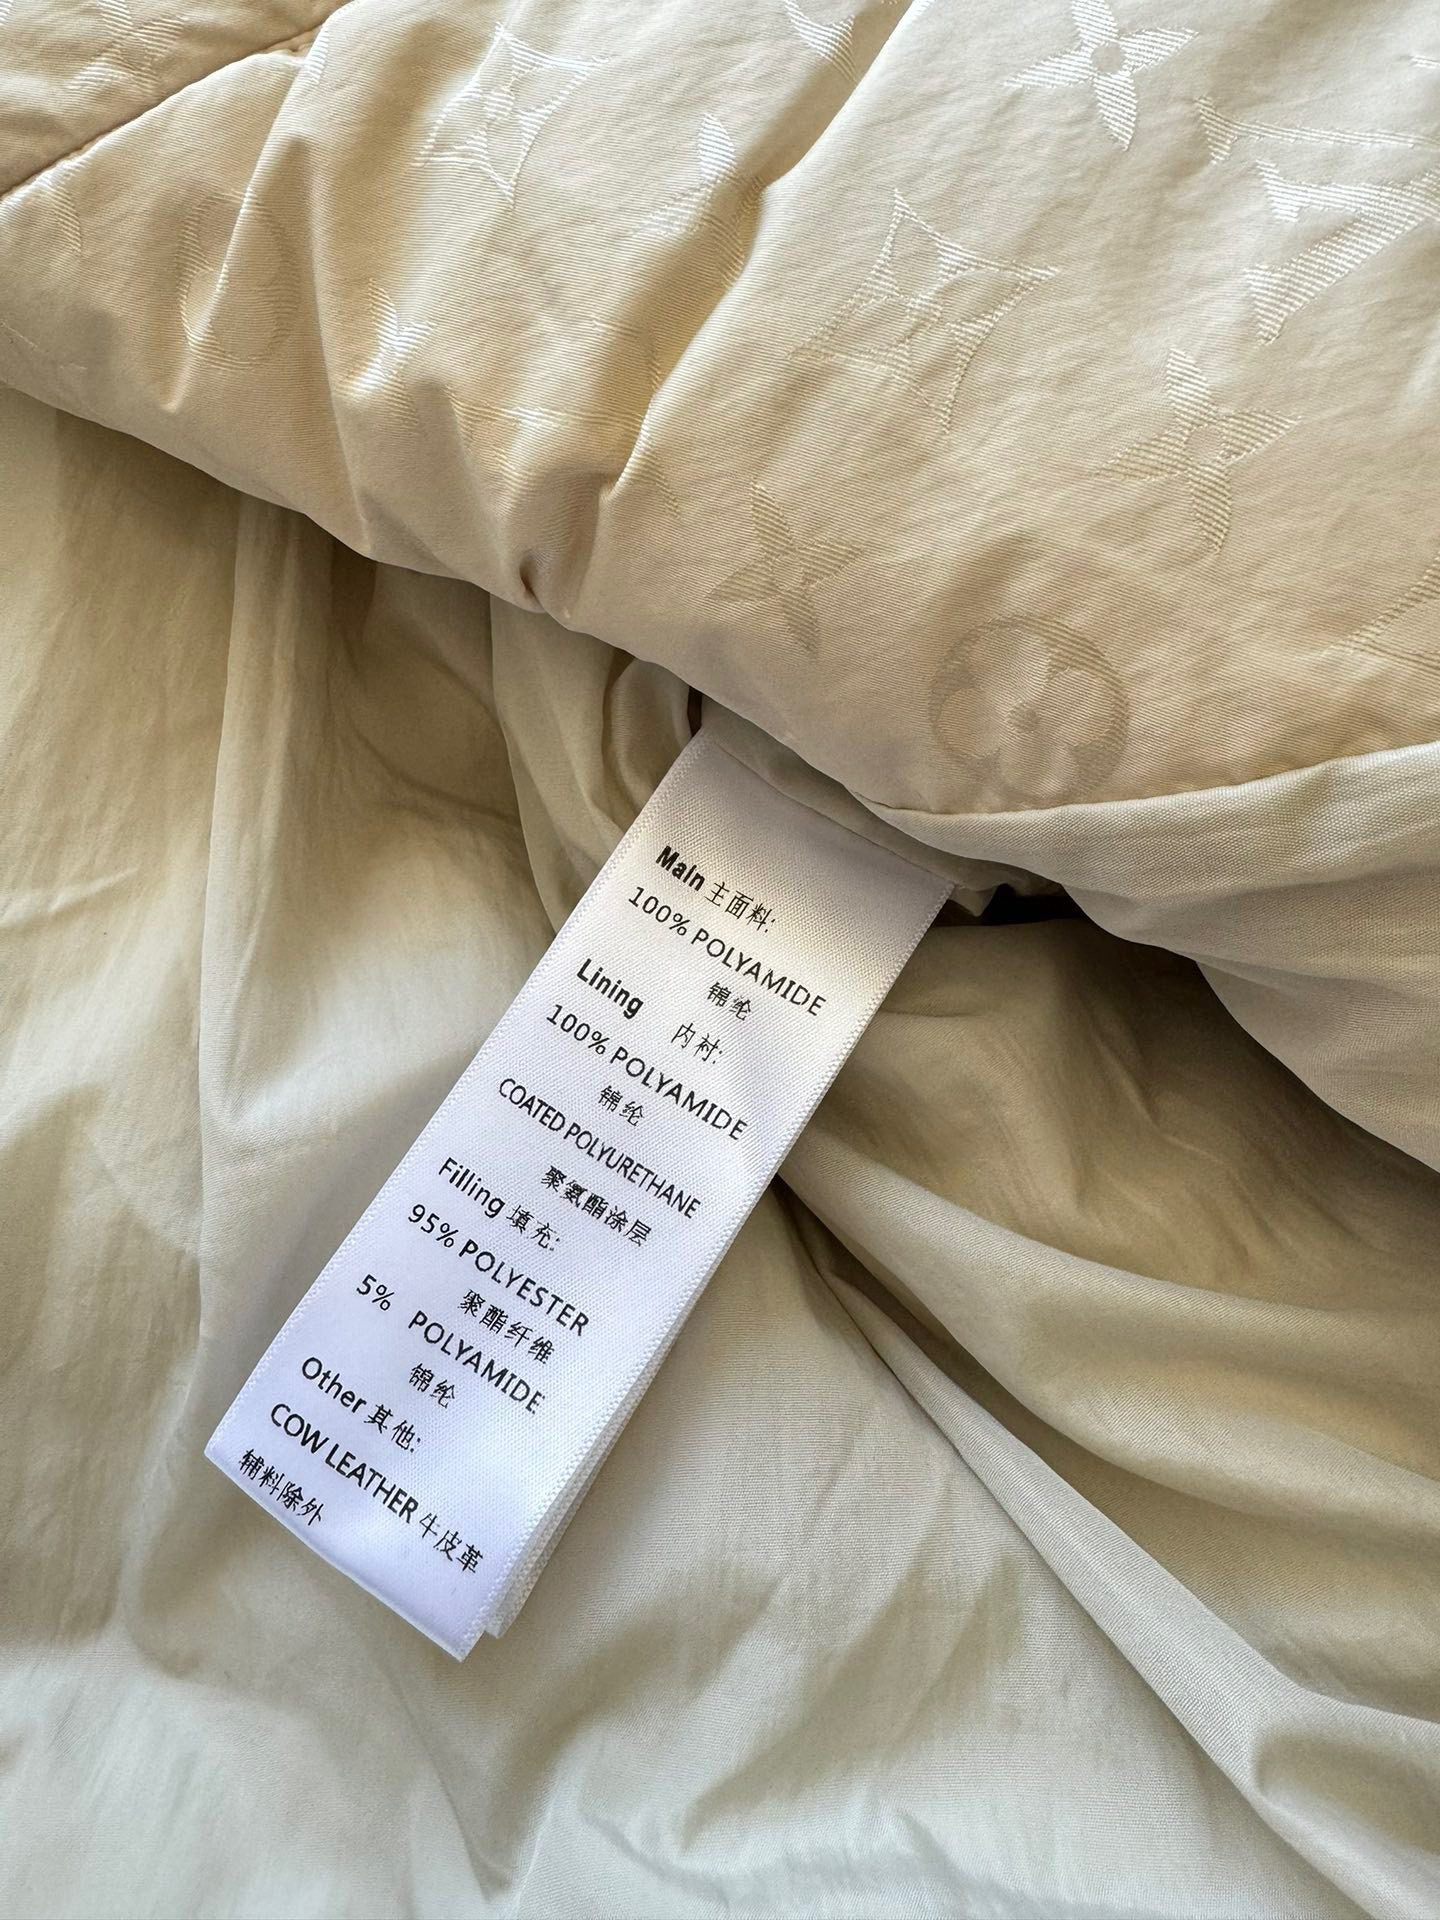 Main 主面料:
100% POLYAMIDE
锦纶
Lining 内衬:
100% POLYAMIDE
锦纶
COATED POLYURETHANE
聚氨酯涂层
Filling 填充:
95% POLYESTER
聚酯纤维
5% POLYAMIDE
锦纶
Other 其他:
COW LEATHER 牛皮革
辅料除外